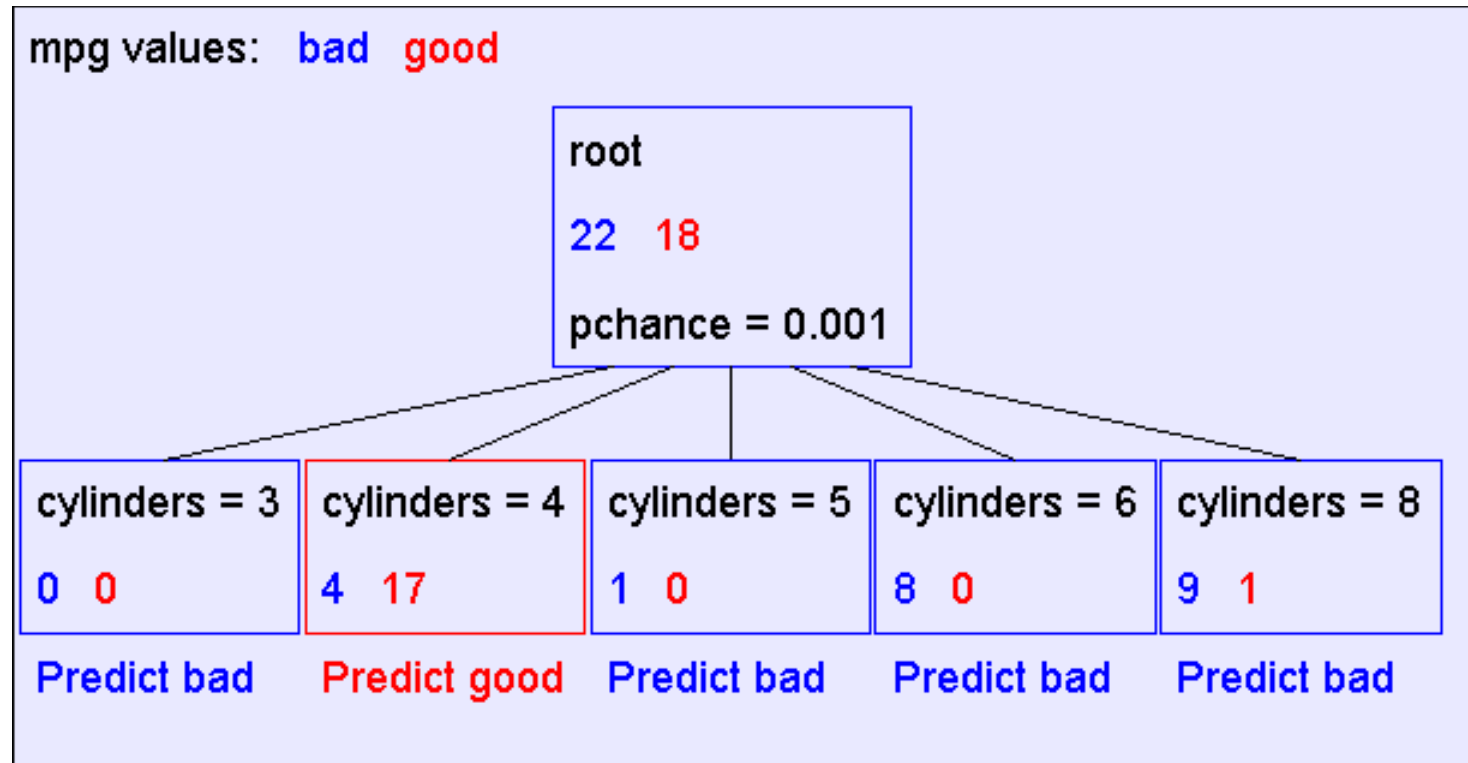 mpg values: bad good
root
22 18
pchance = 0.001
cylinders = 3
0 0
Predict bad
cylinders = 4
4 17
Predict good
cylinders = 5
1 0
Predict bad
cylinders = 6
8 0
Predict bad
cylinders = 8
9 1
Predict bad